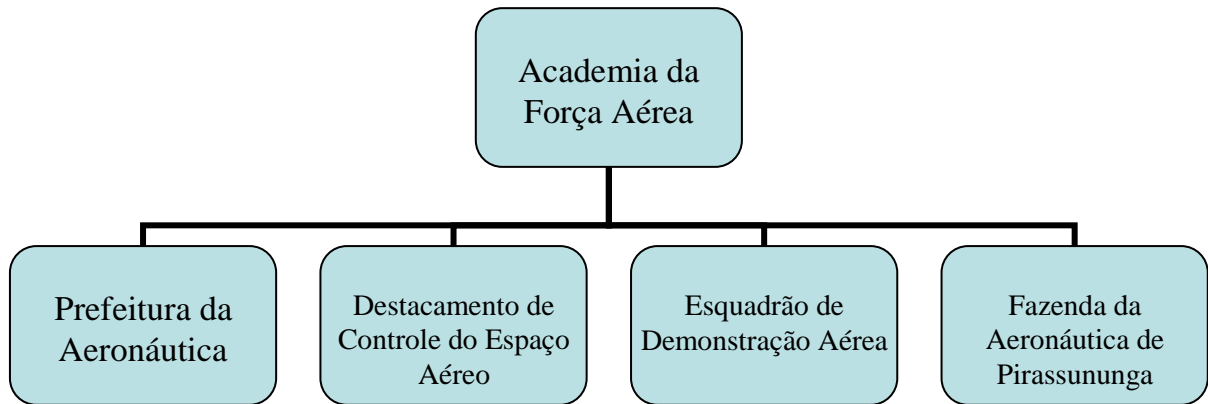 Academia da
Força Aérea
Prefeitura da
Aeronáutica
Destacamento de
Controle do Espaço
Aéreo
Esquadrão de
Demonstração Aérea
Fazenda da
Aeronáutica de
Pirassununga